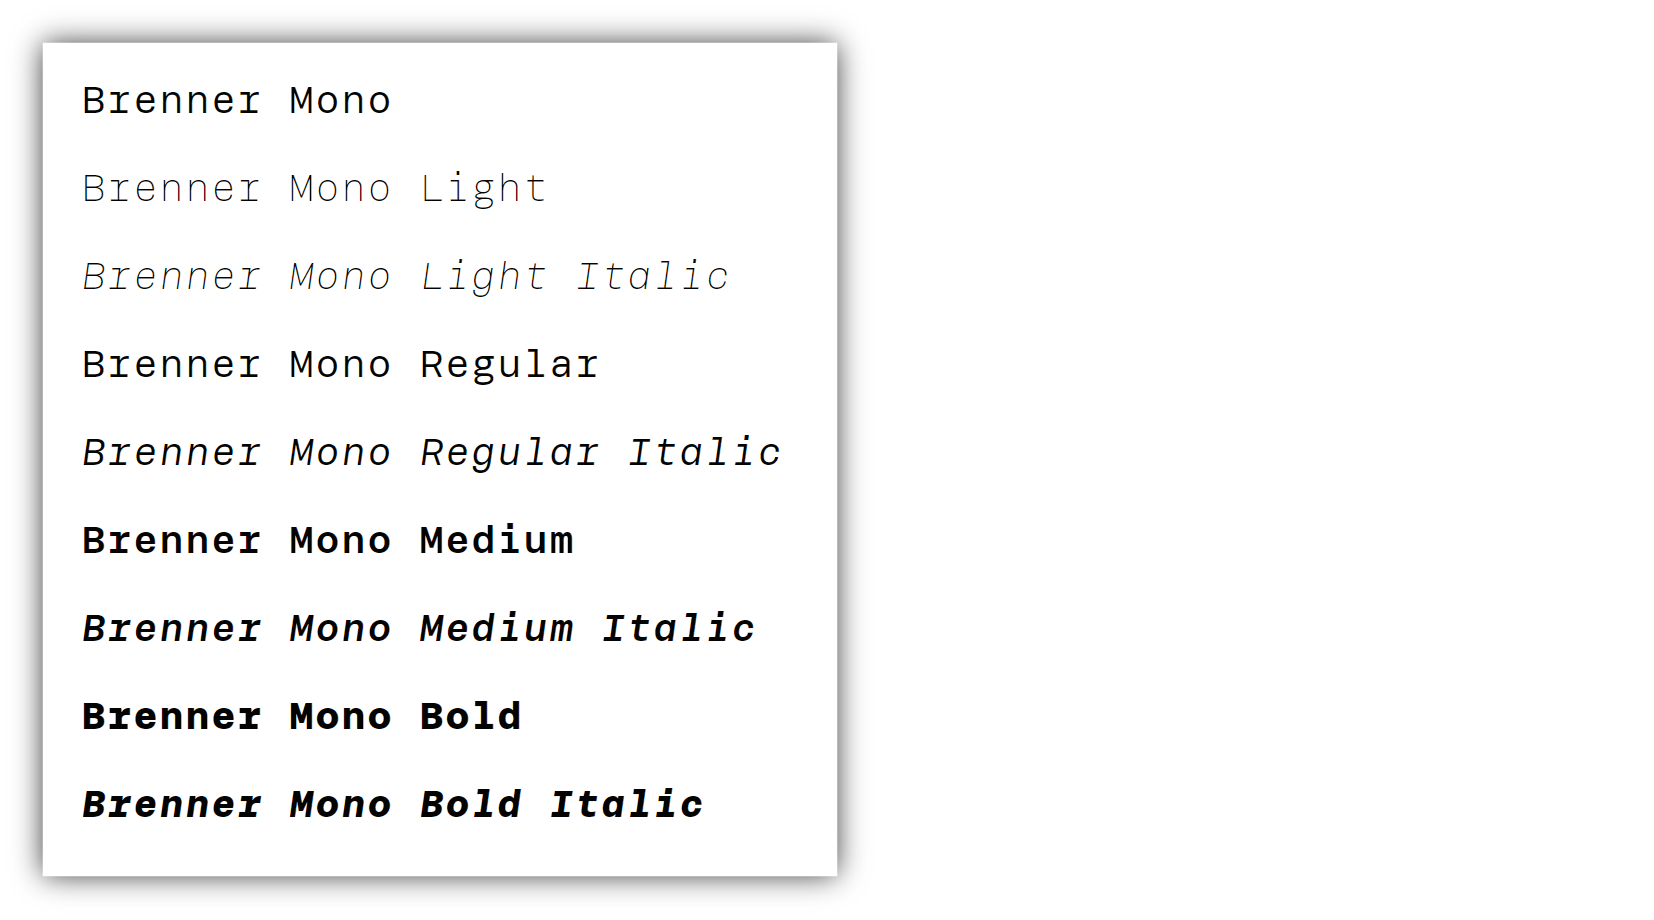 Brenner Mono
Brenner Mono Light
Brenner Mono Light Italic
Brenner Mono Regular
Brenner Mono Regular Italic
Brenner Mono Medium
Brenner Mono Medium Italic
Brenner Mono Bold
Brenner Mono Bold Italic